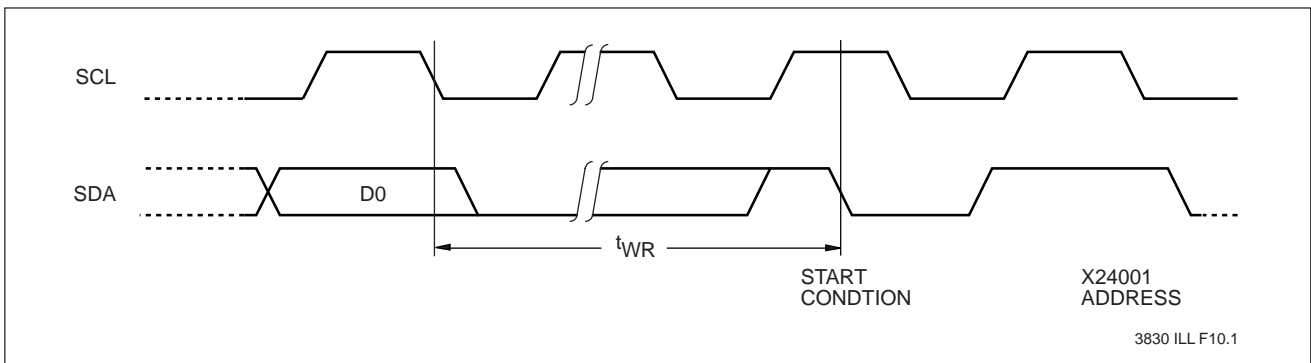 SCL
SDA
D0
tWR
START
CONDTION
X24001
ADDRESS
3830 ILL F10.1